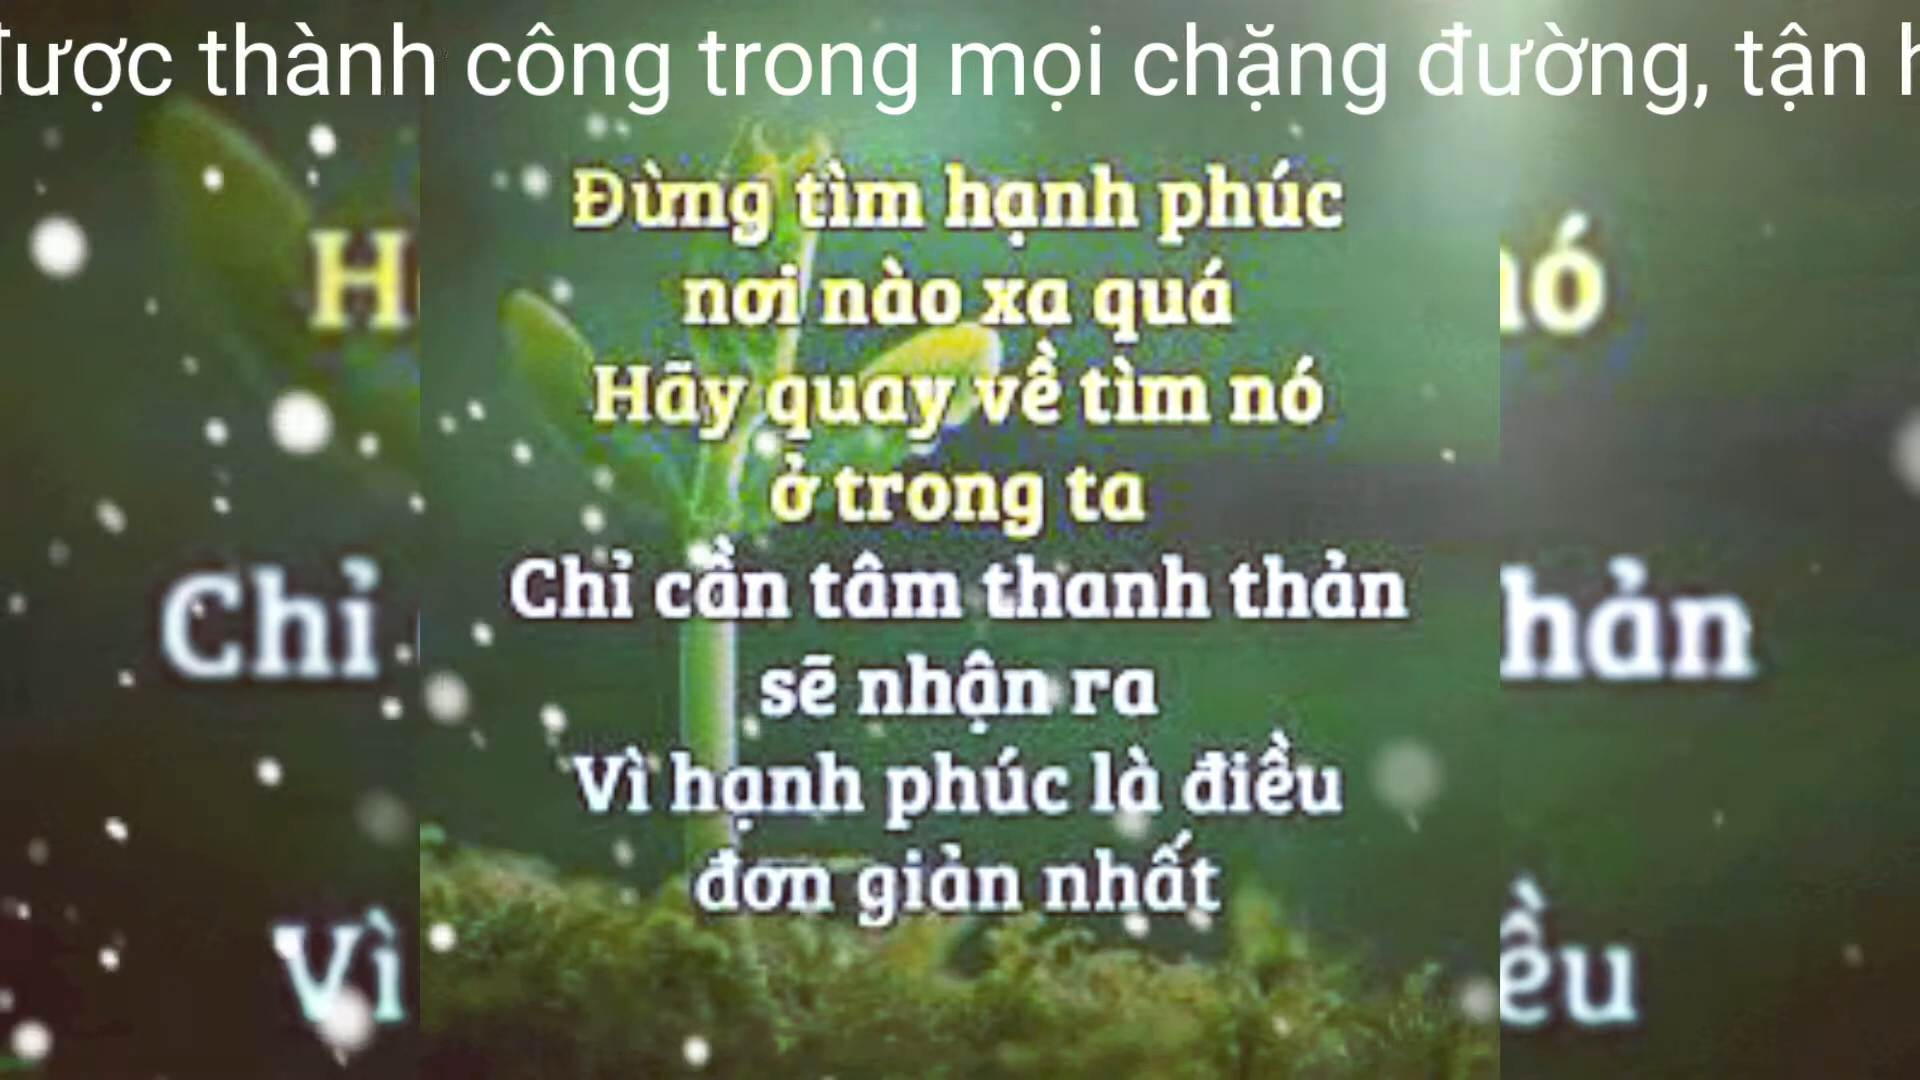 được thành công trong mọi chặng đường, tận
Đừng tìm hạnh phúc
nơi nào xa quá
Hãy quay về tìm nó
ở trong ta
Chỉ cần tâm thanh thản
sẽ nhận ra
Vì hạnh phúc là điều
đơn giản nhất